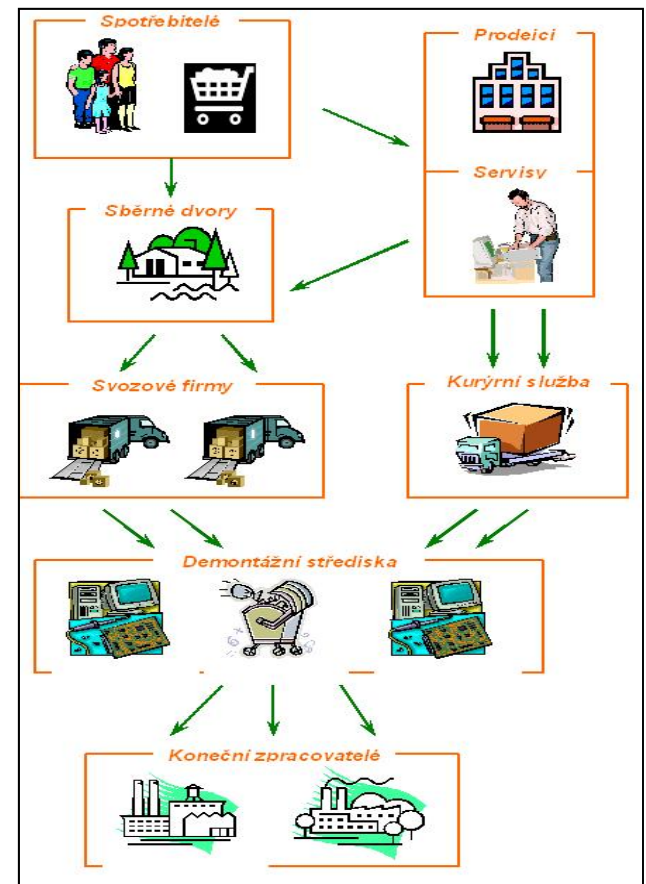 Spotřebitelé
Prodejci
Servisy
Sběrné dvory
Svozové firmy
Kurýrní služba
Demontážní střediska
Koneční zpracovatelé